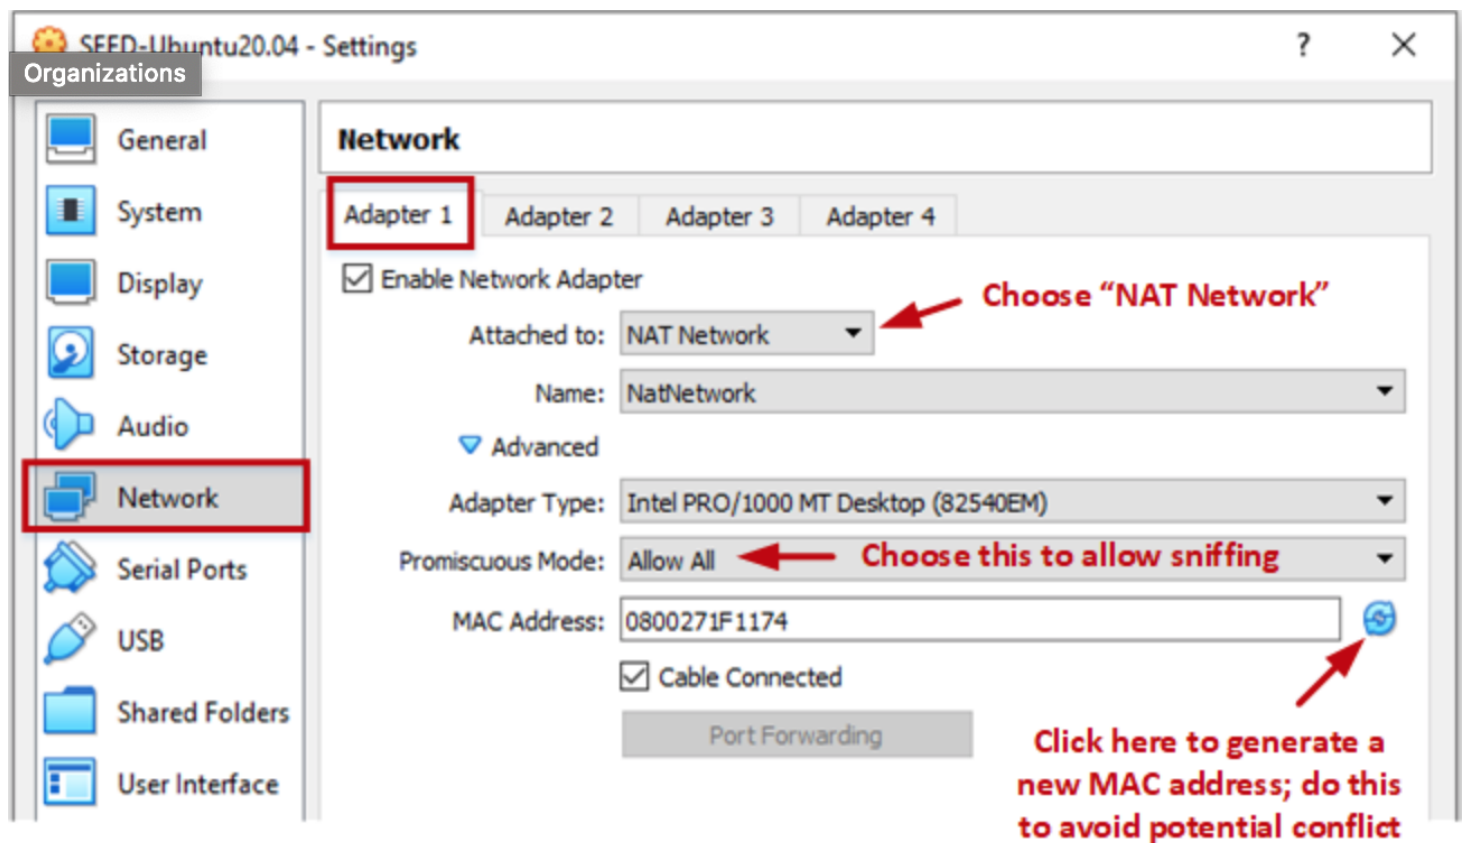 SEED-Ubuntu20.04 - Settings ?
Organizations
General
System
Display
Storage
Audio
Network
Serial Ports
USB
Shared Folders
User Interface
Network
Adapter 1 Adapter 2 Adapter 3 Adapter 4
Enable Network Adapter
Choose “NAT Network”
Attached to: NAT Network
Name: NatNetwork
Advanced
Adapter Type: Intel PRO/1000 MT Desktop (82540EM)
Promiscuous Mode: Allow All
Choose this to allow sniffing
MAC Address: 0800271F1174
Cable Connected
Port Forwarding
Click here to generate a
new MAC address; do this
to avoid potential conflict